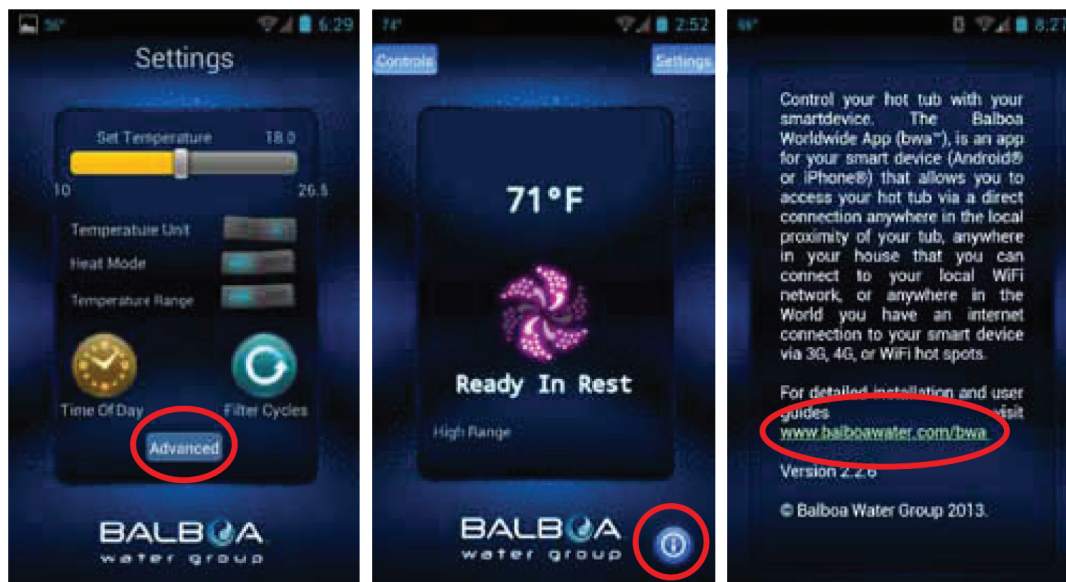 56°
6:29
Settings
Set Temperature 18.0
10 26.5
Temperature Unit
Heat Mode
Temperature Range
Time Of Day
Filter Cycles
Advanced
BALBOA
water group
74°
2:52
Controls
Settings
71°F
Ready In Rest
High Range
BALBOA
water group
8:27
Control your hot tub with your
smartdevice. The Balboa
Worldwide App (bwa™), is an app
for your smart device (Android®
or iPhone®) that allows you to
access your hot tub via a direct
connection anywhere in the local
proximity of your tub, anywhere
in your house that you can
connect to your local WiFi
network, or anywhere in the
World you have an internet
connection to your smart device
via 3G, 4G, or WiFi hot spots.
For detailed installation and user
guides visit
www.balboawater.com/bwa
Version 2.2.6
© Balboa Water Group 2013.